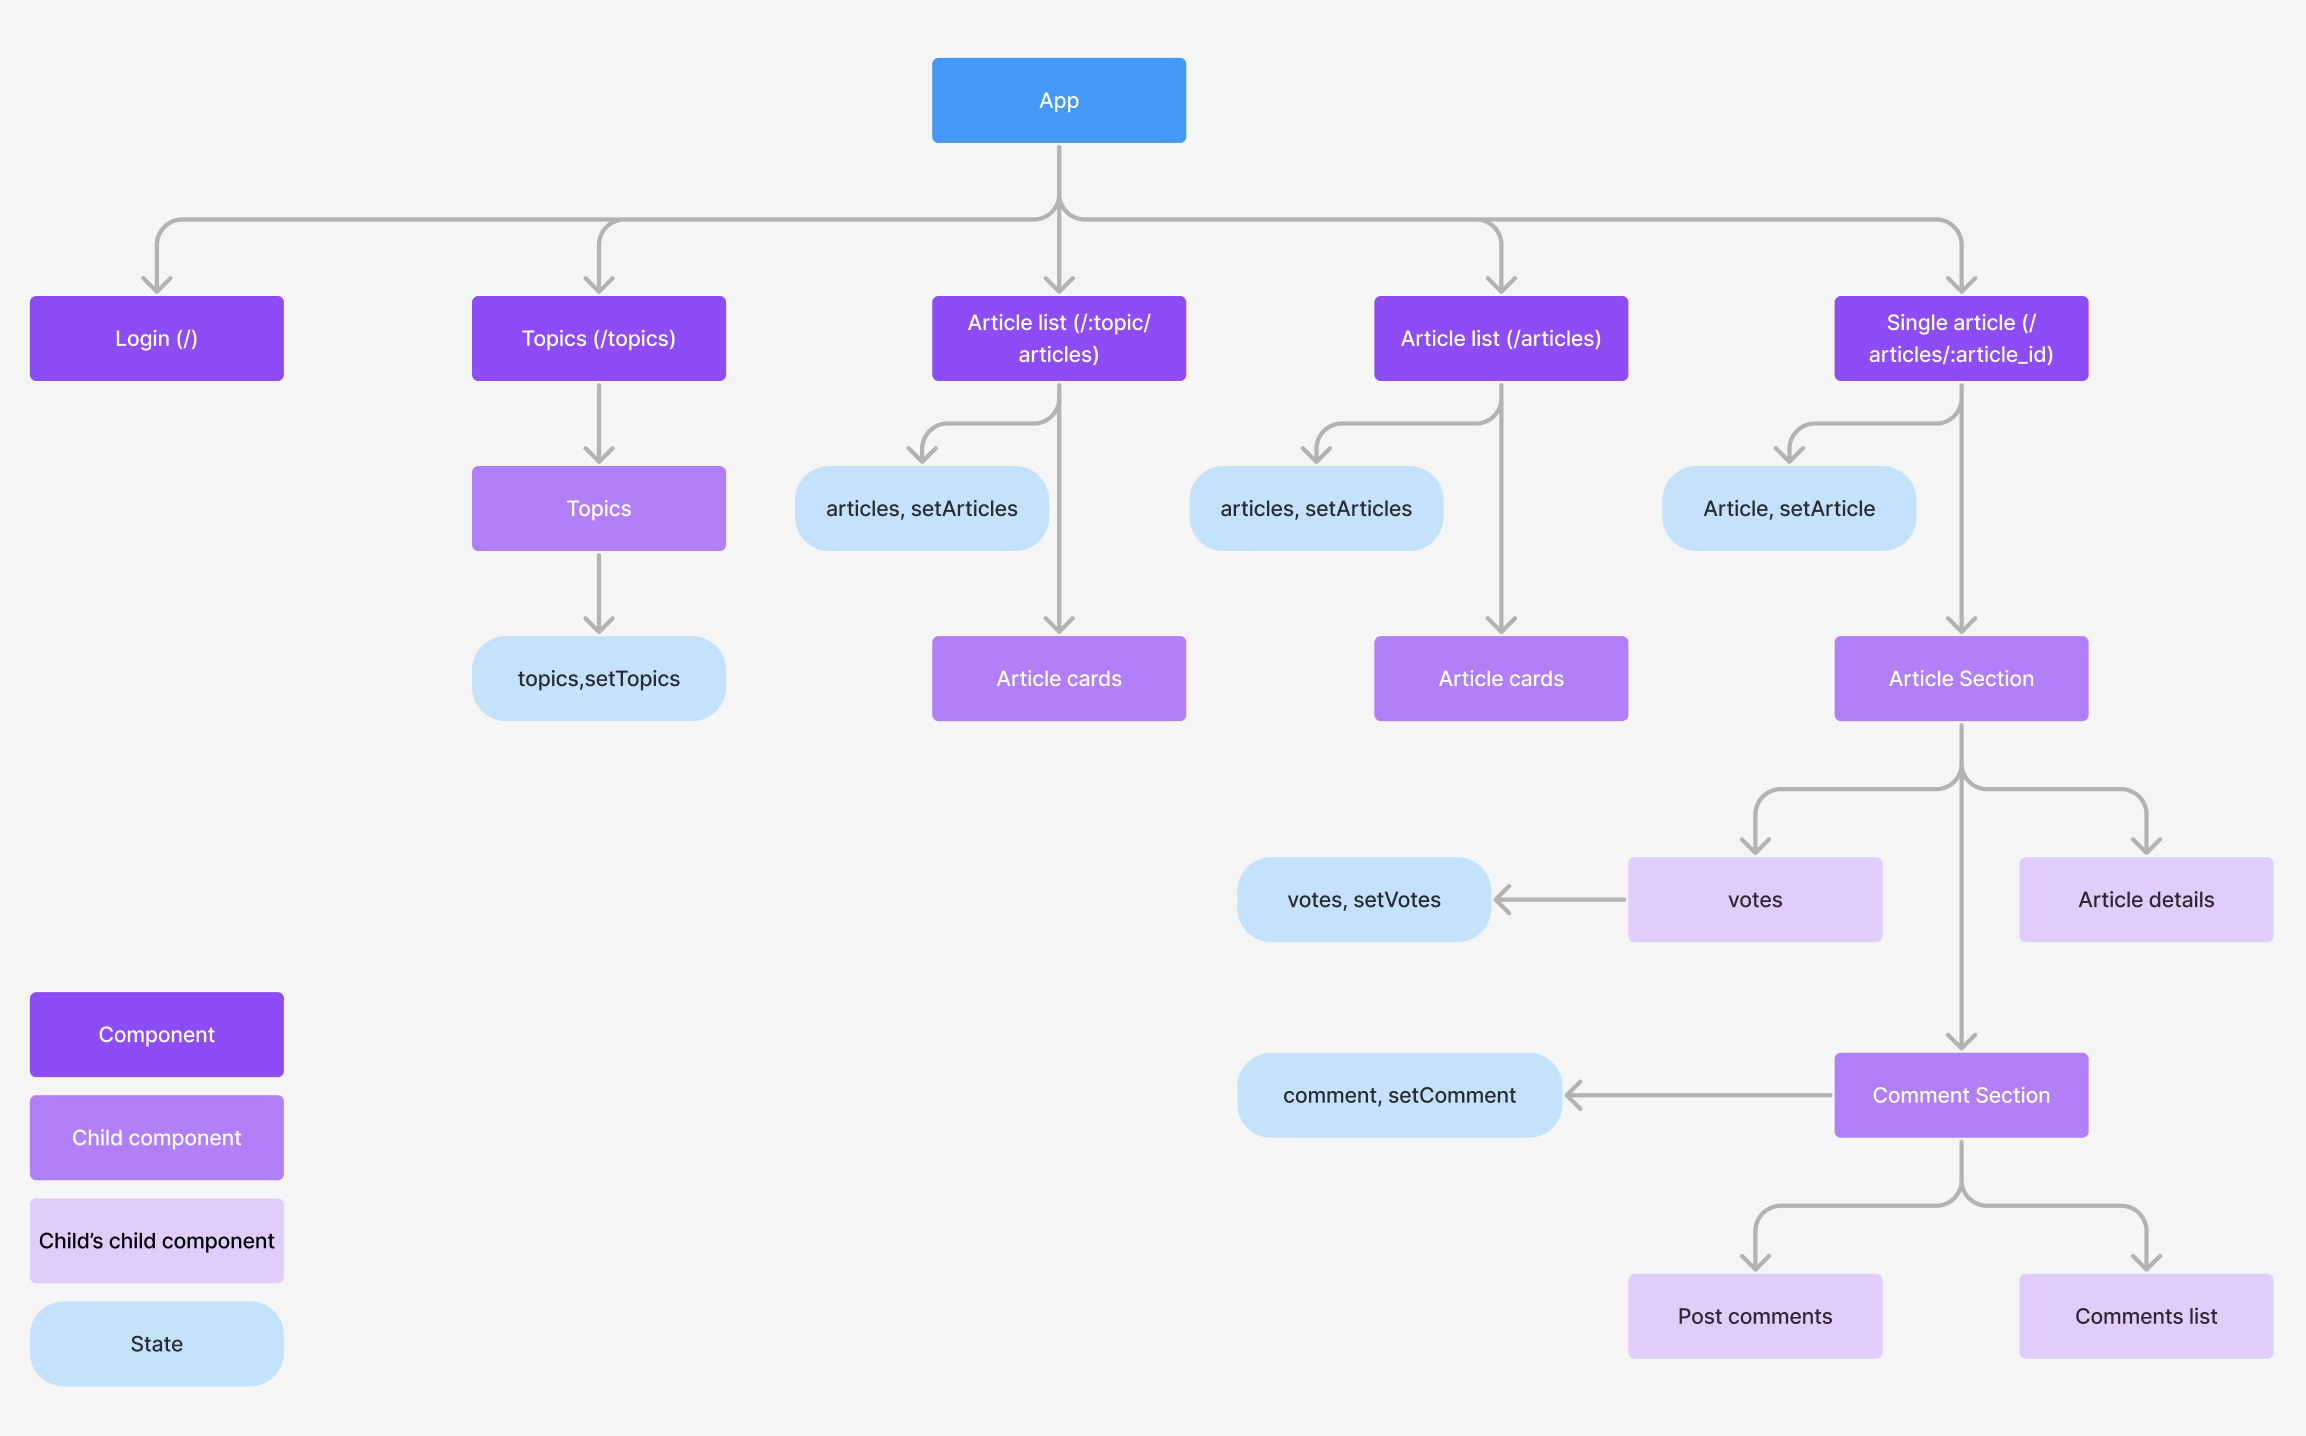 App
Login (/)
Topics (/topics)
Article list (/:topic/
articles)
Article list (/articles)
Single article (/
articles/:article_id)
Topics
articles, setArticles
articles, setArticles
Article, setArticle
topics,setTopics
Article cards
Article cards
Article Section
votes, setVotes
votes
Article details
comment, setComment
Comment Section
Post comments
Comments list
Component
Child component
Child’s child component
State